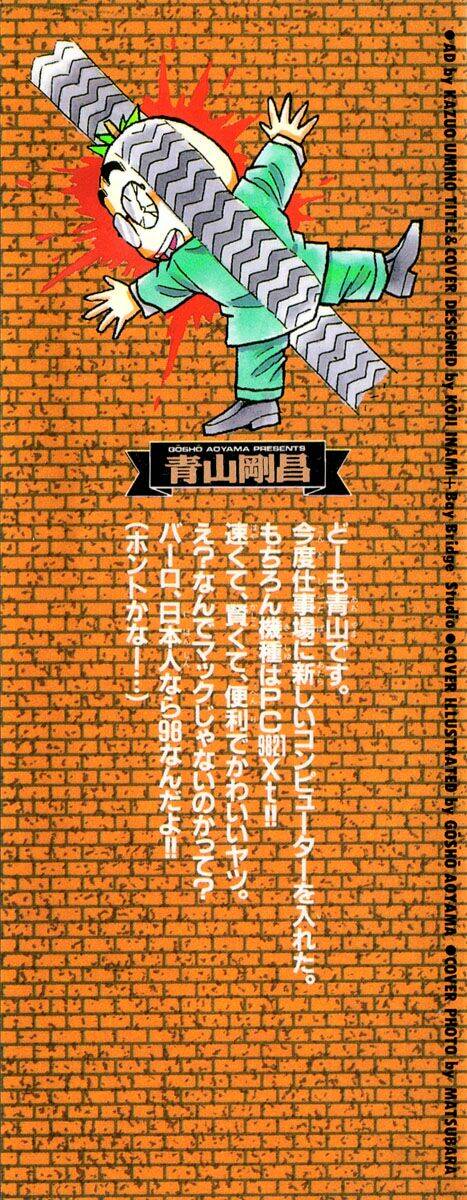 ●AD by KAZUO UMINO TITLE&COVER DESIGNED by KŌJI INAMI+Bay Bridge Studio ●COVER ILLUSTRATED by GŌSHŌ AOYAMA ●COVER PHOTO by MATSUBARA
GŌSHŌ AOYAMA PRESENTS
青山剛昌
どーも青山です。
今度仕事場に新しいコンピューターを入れた。
もちろん機種はPC9821Xt!!
速くて、賢くて、便利でかわいいヤツ。
え?なんでマックじゃないのかって?
バーロ、日本人なら98なんだよ!!
(ホントかなー…)